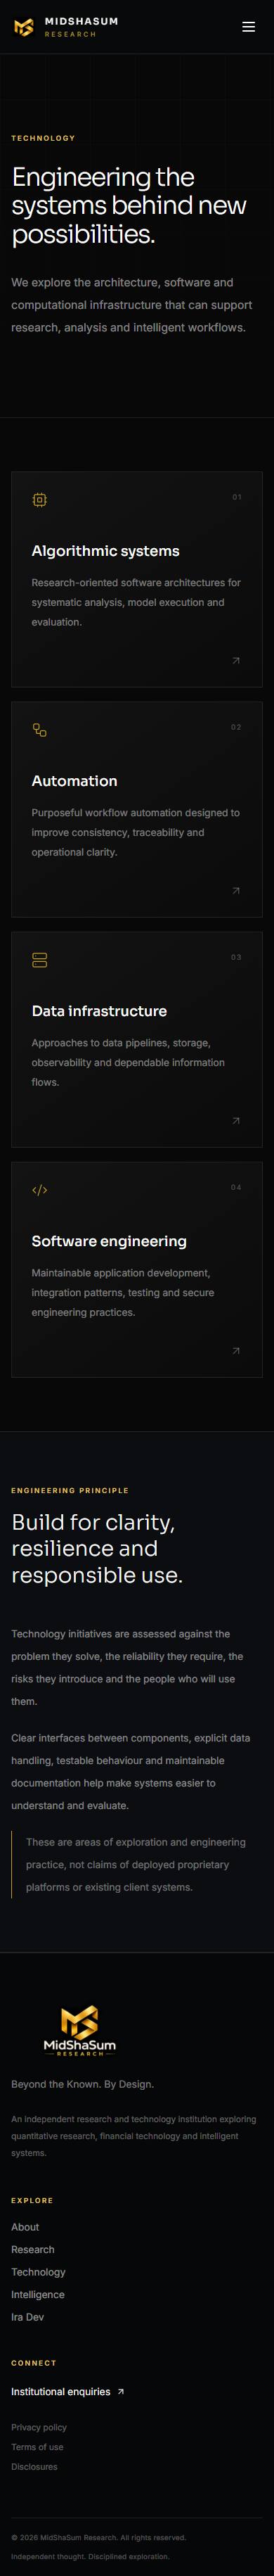 MIDSHASUM
RESEARCH
TECHNOLOGY
Engineering the
systems behind new
possibilities.
We explore the architecture, software and
computational infrastructure that can support
research, analysis and intelligent workflows.
01
Algorithmic systems
Research-oriented software architectures for
systematic analysis, model execution and
evaluation.
02
Automation
Purposeful workflow automation designed to
improve consistency, traceability and
operational clarity.
03
Data infrastructure
Approaches to data pipelines, storage,
observability and dependable information
flows.
04
Software engineering
Maintainable application development,
integration patterns, testing and secure
engineering practices.
ENGINEERING PRINCIPLE
Build for clarity,
resilience and
responsible use.
Technology initiatives are assessed against the
problem they solve, the reliability they require, the
risks they introduce and the people who will use
them.
Clear interfaces between components, explicit data
handling, testable behaviour and maintainable
documentation help make systems easier to
understand and evaluate.
These are areas of exploration and engineering
practice, not claims of deployed proprietary
platforms or existing client systems.
MidShaSum
RESEARCH
Beyond the Known. By Design.
An independent research and technology institution exploring
quantitative research, financial technology and intelligent
systems.
EXPLORE
About
Research
Technology
Intelligence
Ira Dev
CONNECT
Institutional enquiries
Privacy policy
Terms of use
Disclosures
© 2026 MidShaSum Research. All rights reserved.
Independent thought. Disciplined exploration.